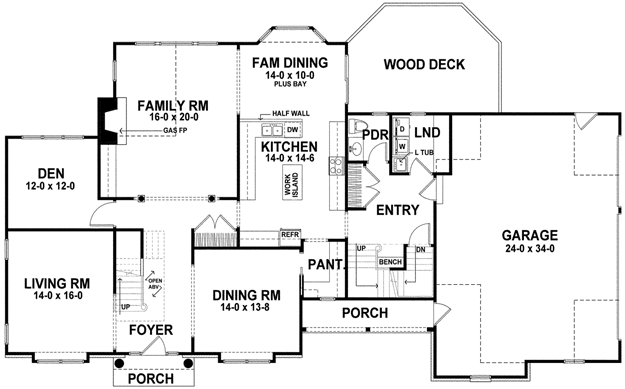 FAM DINING
14-0 x 10-0
PLUS BAY
WOOD DECK
FAMILY RM
16-0 x 20-0
GAS FP
HALF WALL
DW
KITCHEN
14-0 x 14-6
WORK
ISLAND
REFR
PDR
D
W
LND
L TUB
DEN
12-0 x 12-0
ENTRY
GARAGE
24-0 x 34-0
UP
DN
BENCH
PANT.
LIVING RM
14-0 x 16-0
OPEN
ABV
UP
DINING RM
14-0 x 13-8
PORCH
FOYER
PORCH